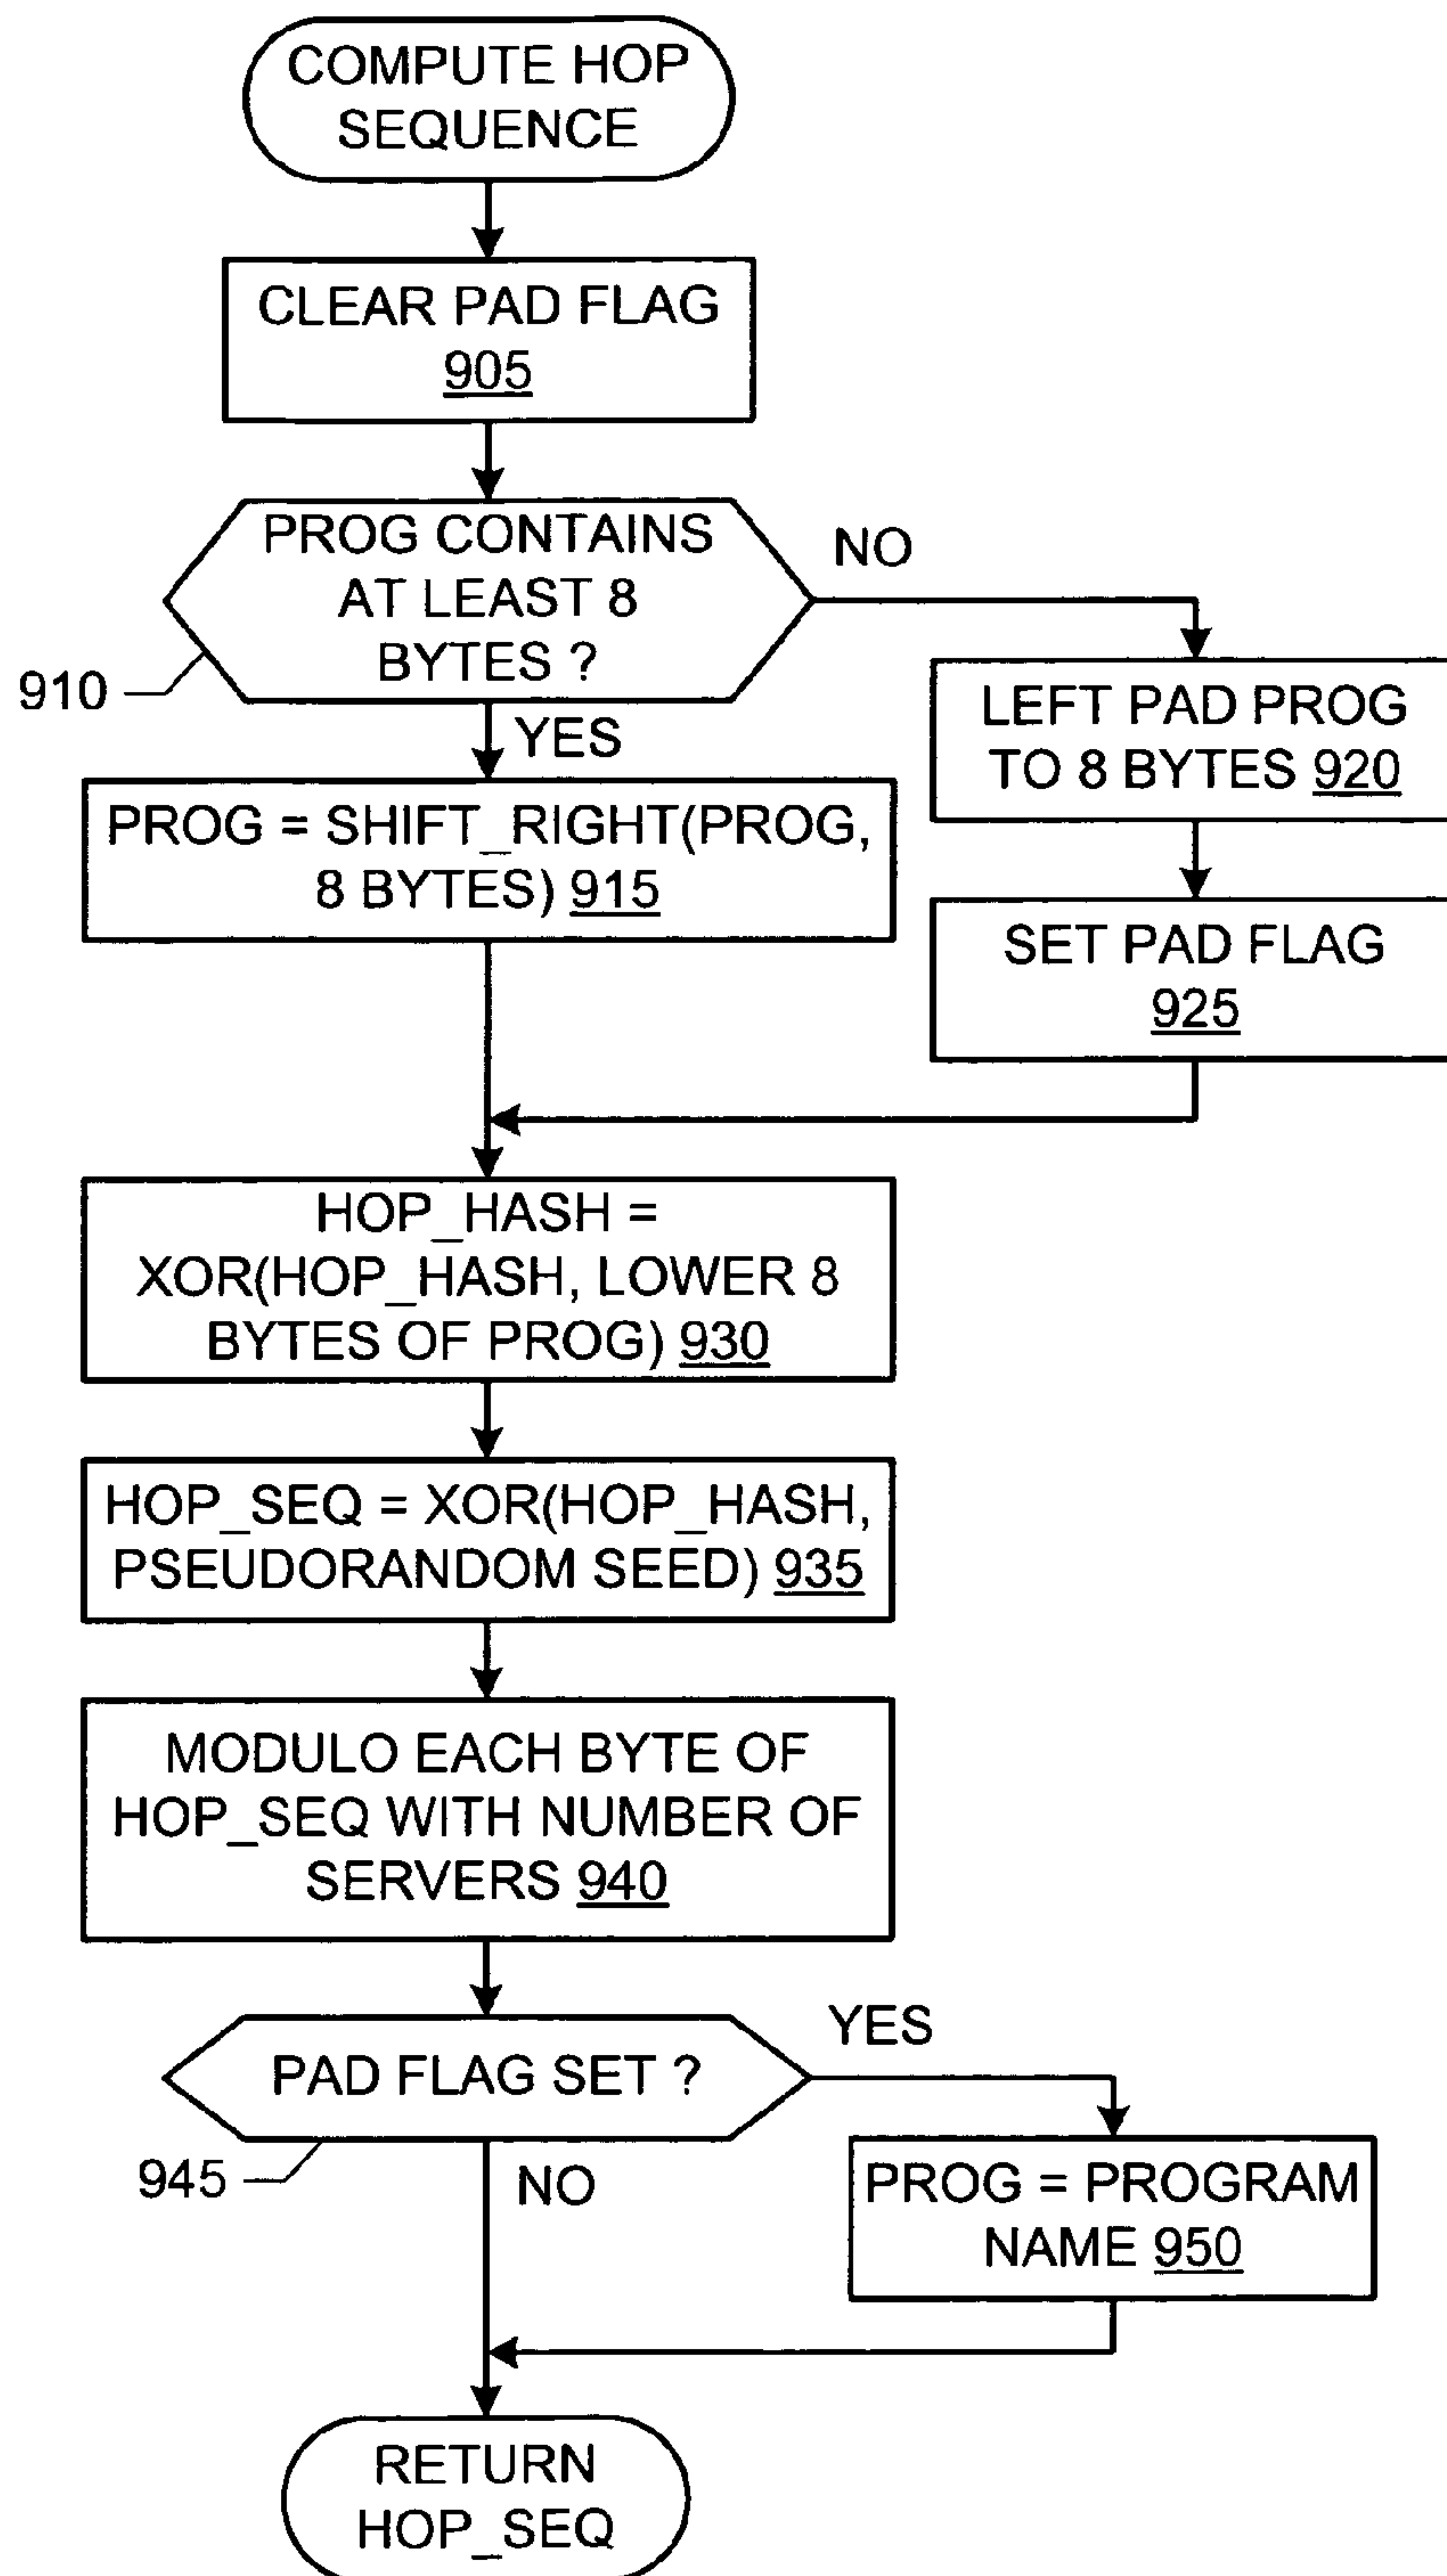 COMPUTE HOP
SEQUENCE
CLEAR PAD FLAG
905
PROG CONTAINS
AT LEAST 8
BYTES ?
NO
910
YES
LEFT PAD PROG
TO 8 BYTES 920
PROG = SHIFT_RIGHT(PROG,
8 BYTES) 915
SET PAD FLAG
925
HOP_HASH =
XOR(HOP_HASH, LOWER 8
BYTES OF PROG) 930
HOP_SEQ = XOR(HOP_HASH,
PSEUDORANDOM SEED) 935
MODULO EACH BYTE OF
HOP_SEQ WITH NUMBER OF
SERVERS 940
PAD FLAG SET ?
YES
945
NO
PROG = PROGRAM
NAME 950
RETURN
HOP_SEQ